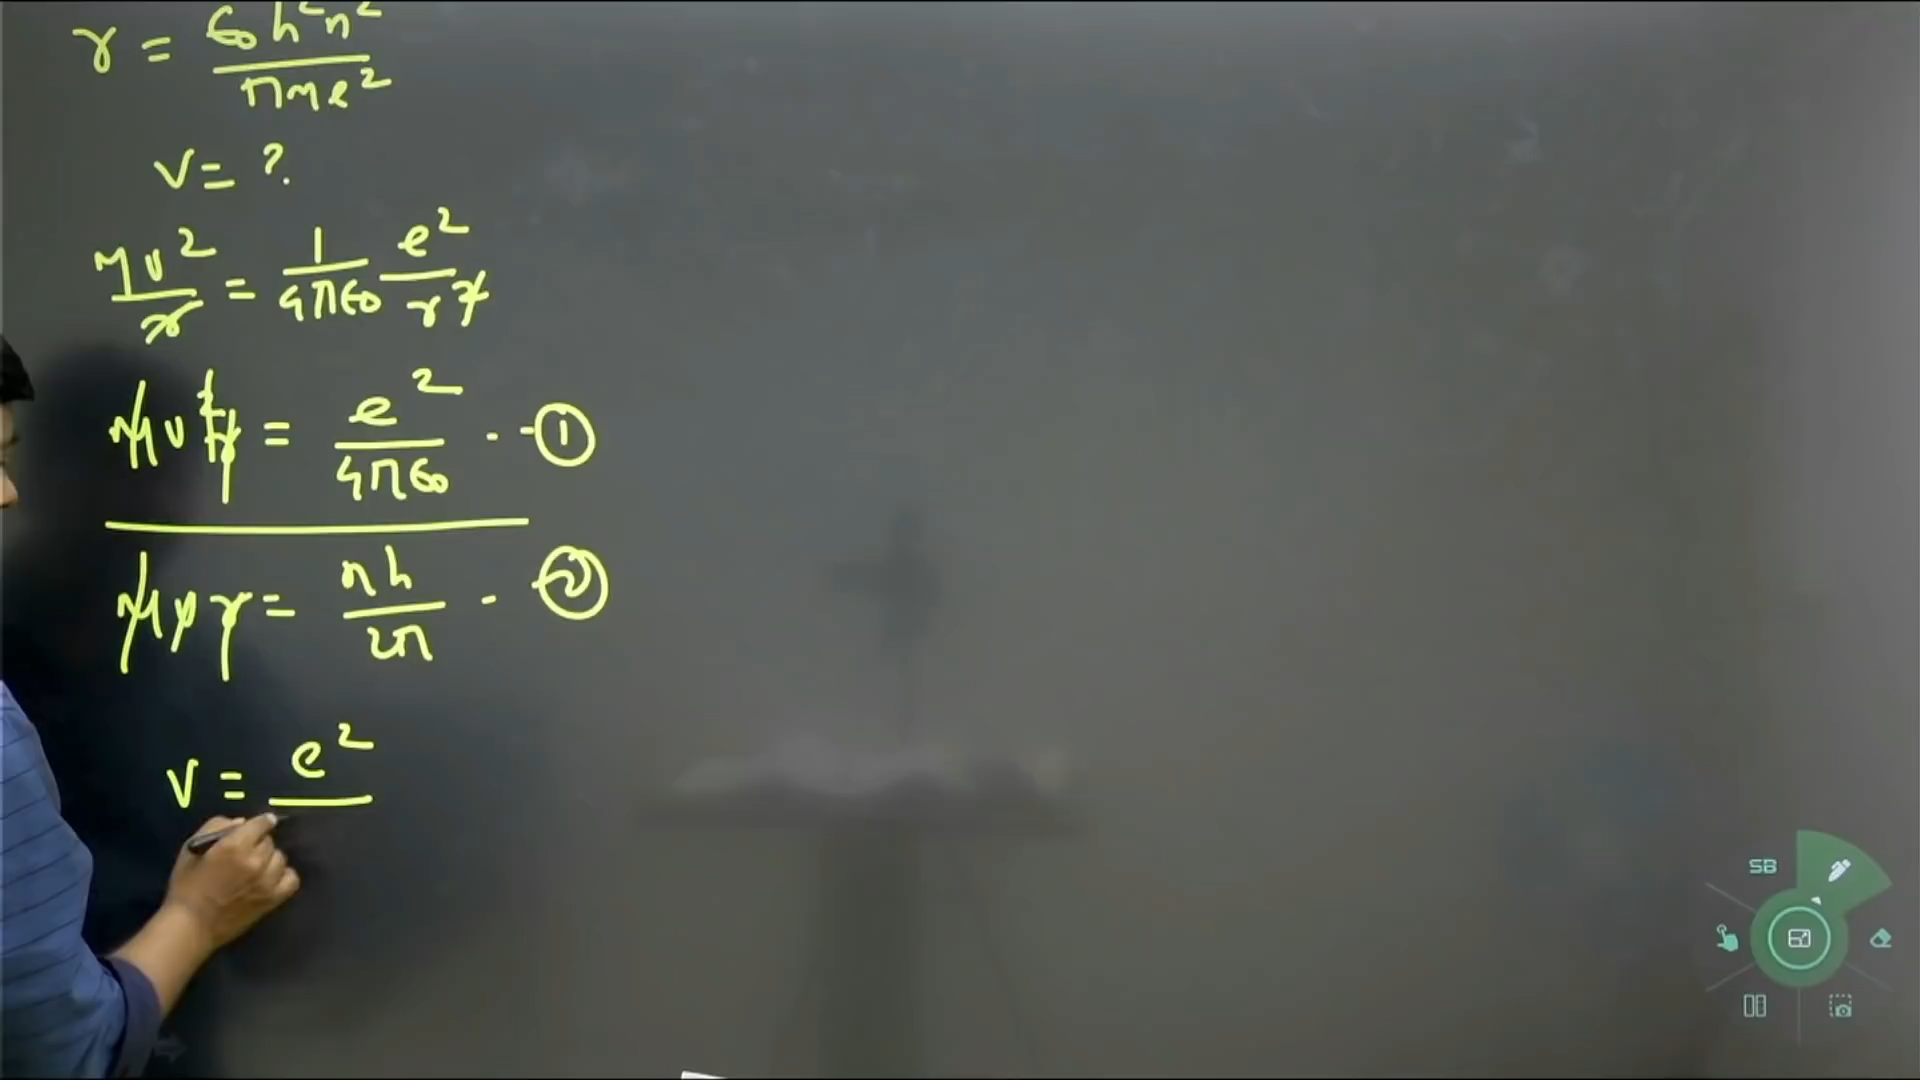 r = ϵ₀h²n² / πme²
v = ?
mv² / r = 1 / 4πϵ₀ e² / r²
mv²r = e² / 4πϵ₀ - - ①
mvr = nh / 2π - ②
v = e²
SB